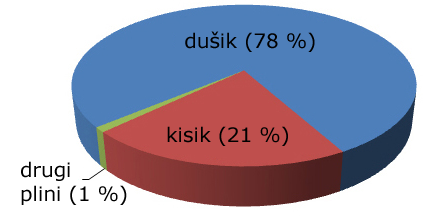 dušik (78 %)
kisik (21 %)
drugi
plini (1 %)